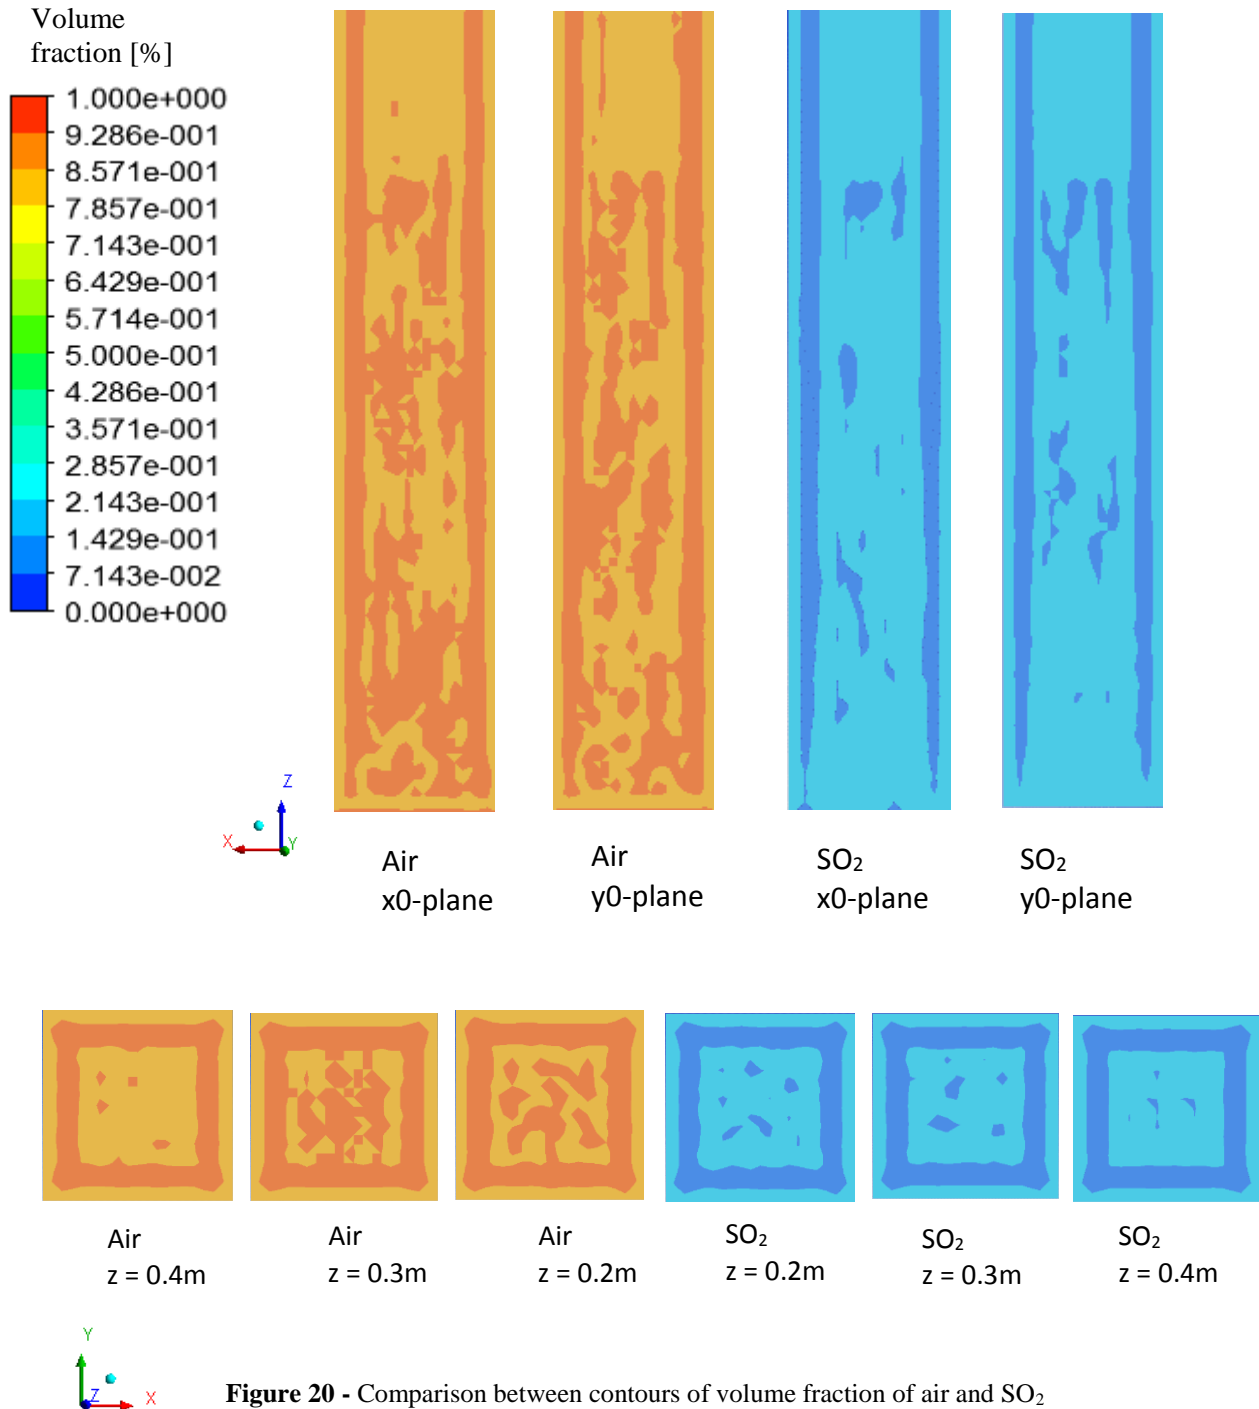 Volume
fraction [%]
1.000e+000
9.286e-001
8.571e-001
7.857e-001
7.143e-001
6.429e-001
5.714e-001
5.000e-001
4.286e-001
3.571e-001
2.857e-001
2.143e-001
1.429e-001
7.143e-002
0.000e+000
Z
X
Y
Air
x0-plane
Air
y0-plane
SO₂
x0-plane
SO₂
y0-plane
Air
z = 0.4m
Air
z = 0.3m
Air
z = 0.2m
SO₂
z = 0.2m
SO₂
z = 0.3m
SO₂
z = 0.4m
Y
Z
X
Figure 20 - Comparison between contours of volume fraction of air and SO₂